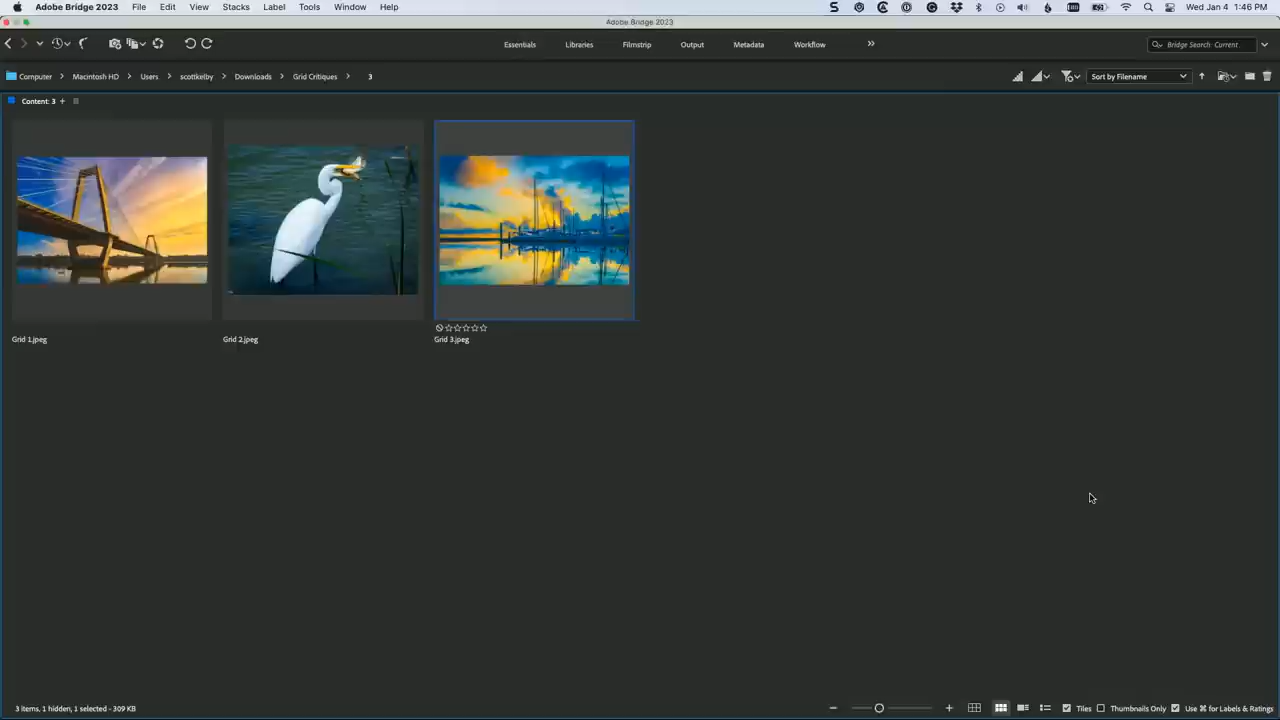 Adobe Bridge 2023 File Edit View Stacks Label Tools Window Help Wed Jan 4 1:46 PM
Adobe Bridge 2023
Essentials Libraries Filmstrip Output Metadata Workflow Bridge Search: Current
Computer Macintosh HD Users scottkelby Downloads Grid Critiques 3 Sort by Filename
Content: 3
Grid 1.jpeg Grid 2.jpeg Grid 3.jpeg
3 items, 1 hidden, 1 selected - 309 KB Tiles Thumbnails Only Use ⌘ for Labels & Ratings